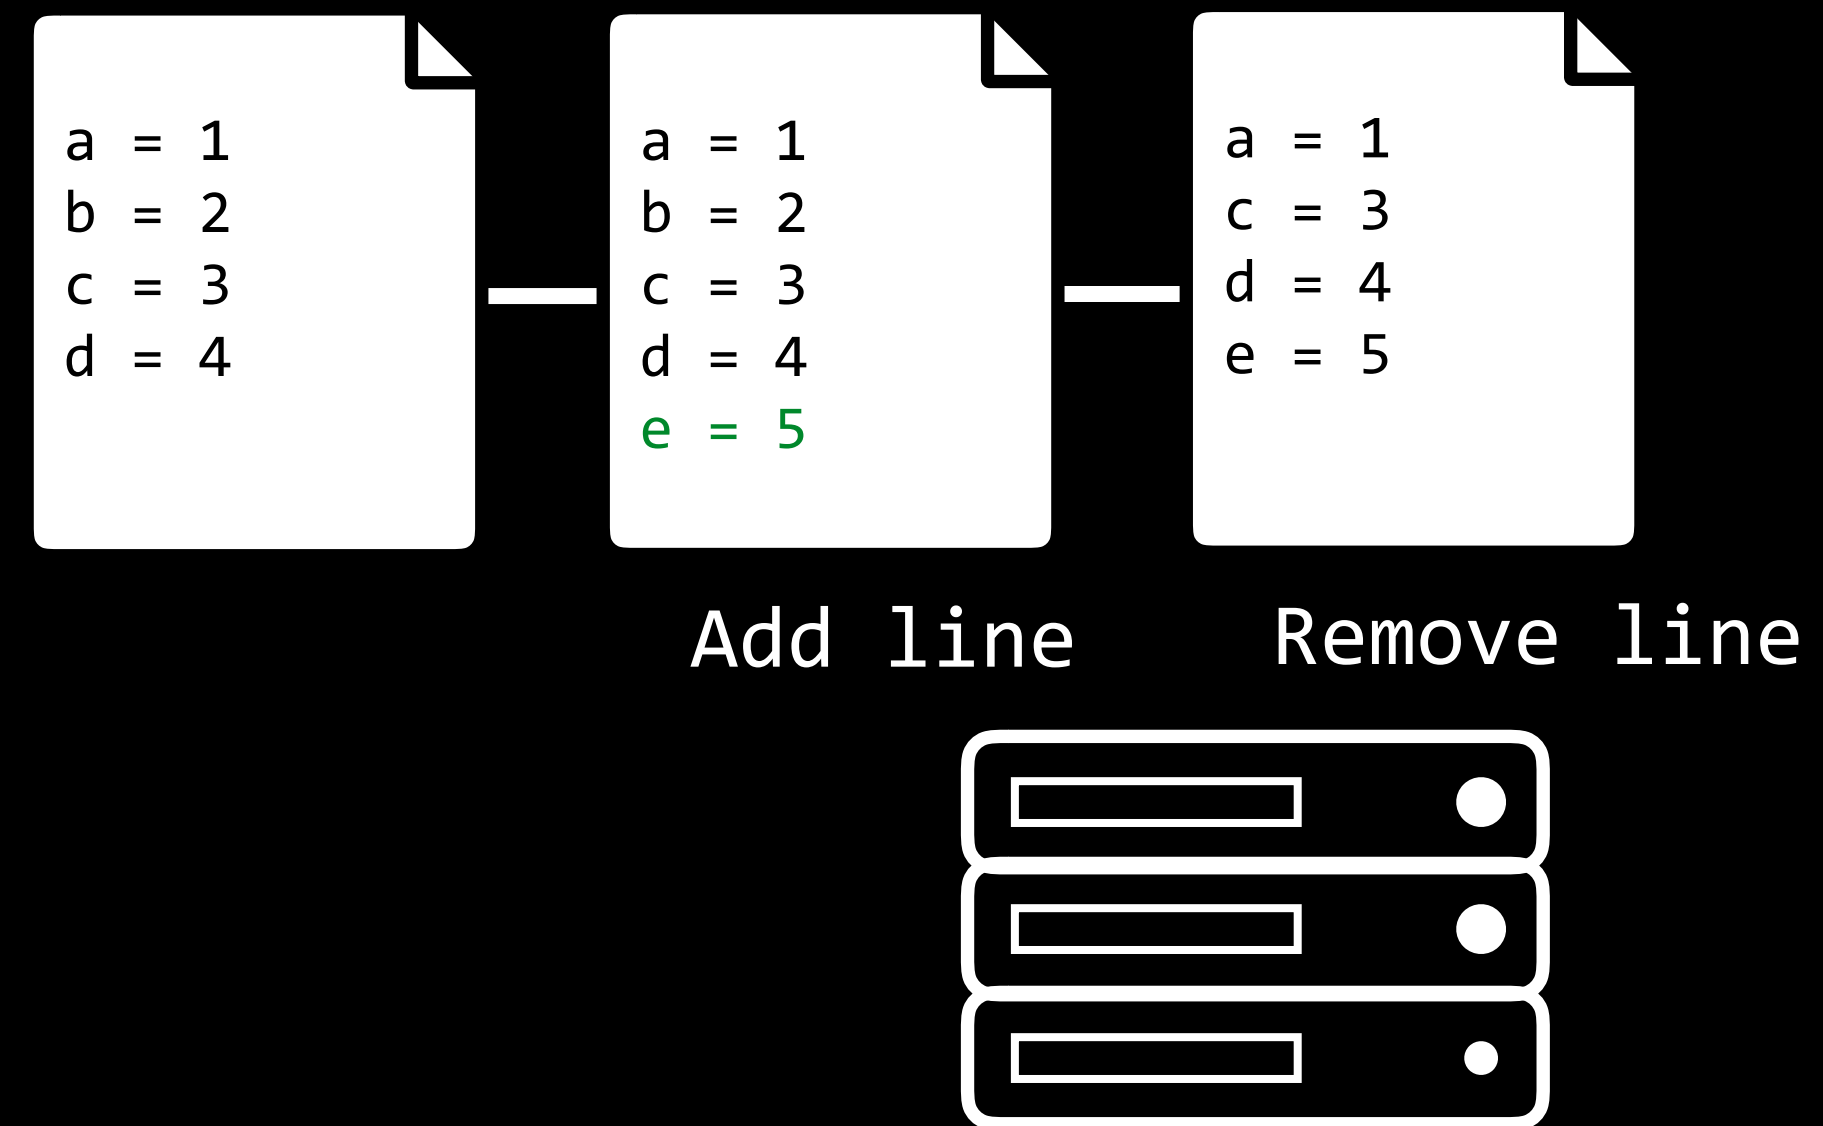 a = 1
b = 2
c = 3
d = 4
a = 1
b = 2
c = 3
d = 4
e = 5
Add line
a = 1
c = 3
d = 4
e = 5
Remove line